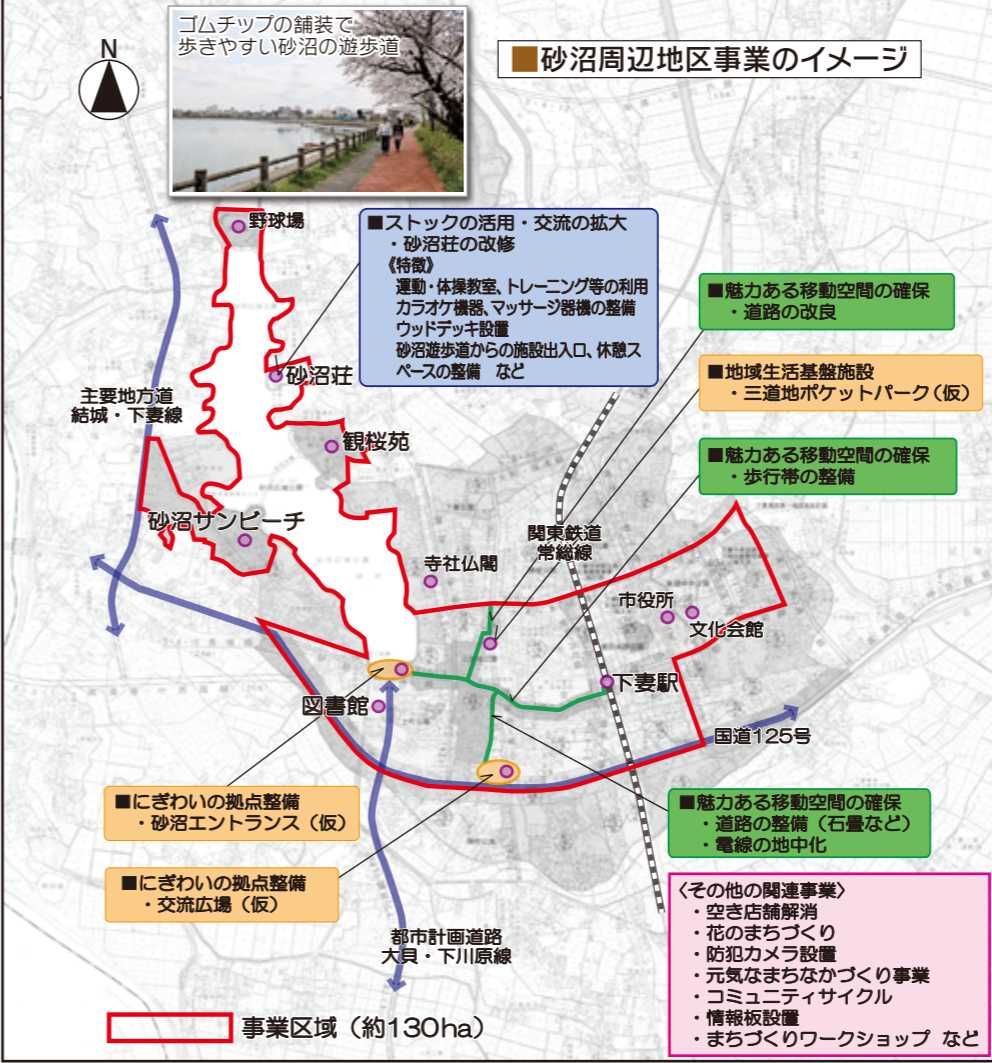 ゴムチップの舗装で
歩きやすい砂沼の遊歩道
N
■砂沼周辺地区事業のイメージ
野球場
■ストックの活用・交流の拡大
・砂沼荘の改修
《特徴》
運動・体操教室、トレーニング等の利用
カラオケ機器、マッサージ器機の整備
ウッドデッキ設置
砂沼遊歩道からの施設出入口、休憩ス
ペースの整備 など
■魅力ある移動空間の確保
・道路の改良
砂沼荘
■地域生活基盤施設
・三道地ポケットパーク(仮)
主要地方道
結城・下妻線
観桜苑
■魅力ある移動空間の確保
・歩行帯の整備
砂沼サンビーチ
関東鉄道
常総線
寺社仏閣
市役所
文化会館
下妻駅
図書館
国道125号
■にぎわいの拠点整備
・砂沼エントランス(仮)
■魅力ある移動空間の確保
・道路の整備(石畳など)
・電線の地中化
■にぎわいの拠点整備
・交流広場(仮)
〈その他の関連事業〉
・空き店舗解消
・花のまちづくり
・防犯カメラ設置
・元気なまちなかづくり事業
・コミュニティサイクル
・情報板設置
・まちづくりワークショップ など
都市計画道路
大貝・下川原線
事業区域(約130ha)